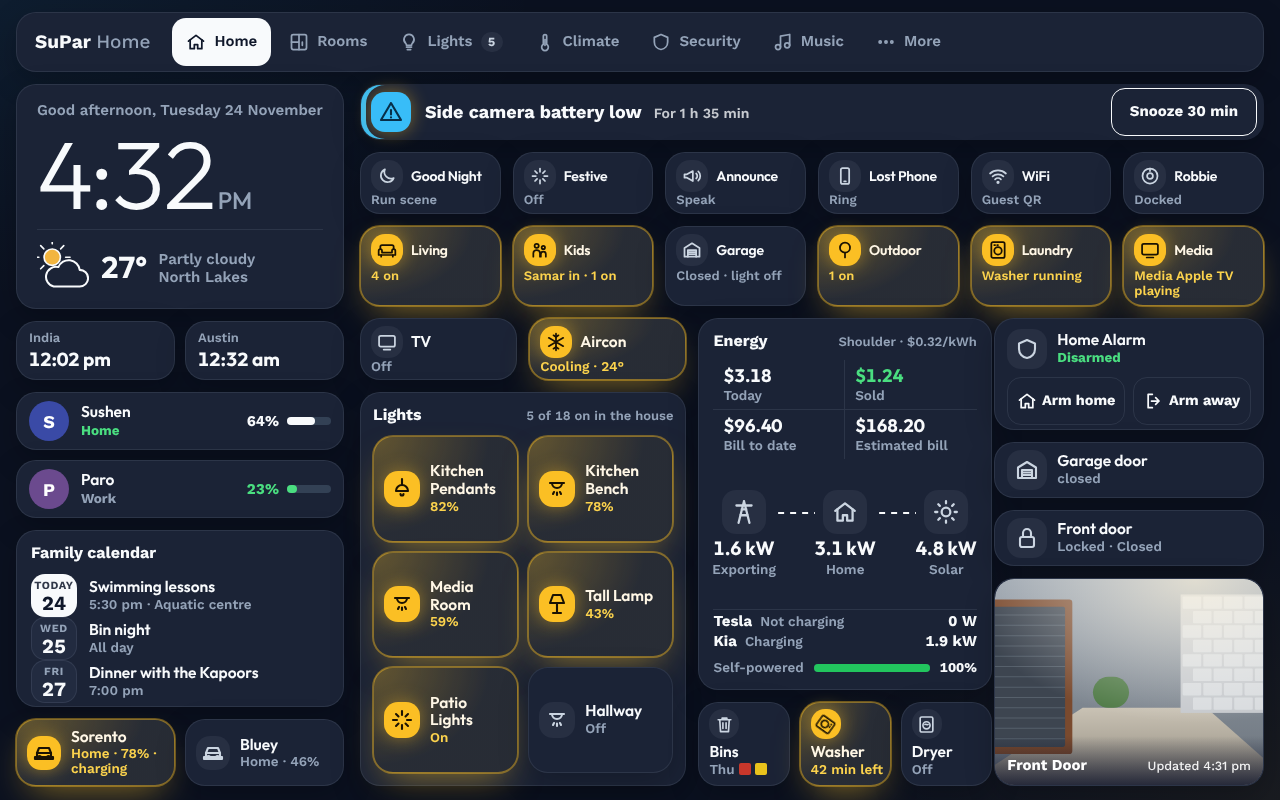 SuPar Home
Home
Rooms
Lights 5
Climate
Security
Music
More
Good afternoon, Tuesday 24 November
4:32 PM
27°
Partly cloudy
North Lakes
India
12:02 pm
Austin
12:32 am
S
Sushen
Home
64%
P
Paro
Work
23%
Family calendar
TODAY
24
Swimming lessons
5:30 pm · Aquatic centre
WED
25
Bin night
All day
FRI
27
Dinner with the Kapoors
7:00 pm
Sorento
Home · 78% ·
charging
Bluey
Home · 46%
Side camera battery low For 1 h 35 min
Snooze 30 min
Good Night
Run scene
Festive
Off
Announce
Speak
Lost Phone
Ring
WiFi
Guest QR
Robbie
Docked
Living
4 on
Kids
Samar in · 1 on
Garage
Closed · light off
Outdoor
1 on
Laundry
Washer running
Media
Media Apple TV
playing
TV
Off
Aircon
Cooling · 24°
Lights
5 of 18 on in the house
Kitchen
Pendants
82%
Kitchen
Bench
78%
Media
Room
59%
Tall Lamp
43%
Patio
Lights
On
Hallway
Off
Energy
Shoulder · $0.32/kWh
$3.18
Today
$1.24
Sold
$96.40
Bill to date
$168.20
Estimated bill
1.6 kW
Exporting
3.1 kW
Home
4.8 kW
Solar
Tesla Not charging 0 W
Kia Charging 1.9 kW
Self-powered 100%
Bins
Thu
Washer
42 min left
Dryer
Off
Home Alarm
Disarmed
Arm home
Arm away
Garage door
closed
Front door
Locked · Closed
Front Door
Updated 4:31 pm